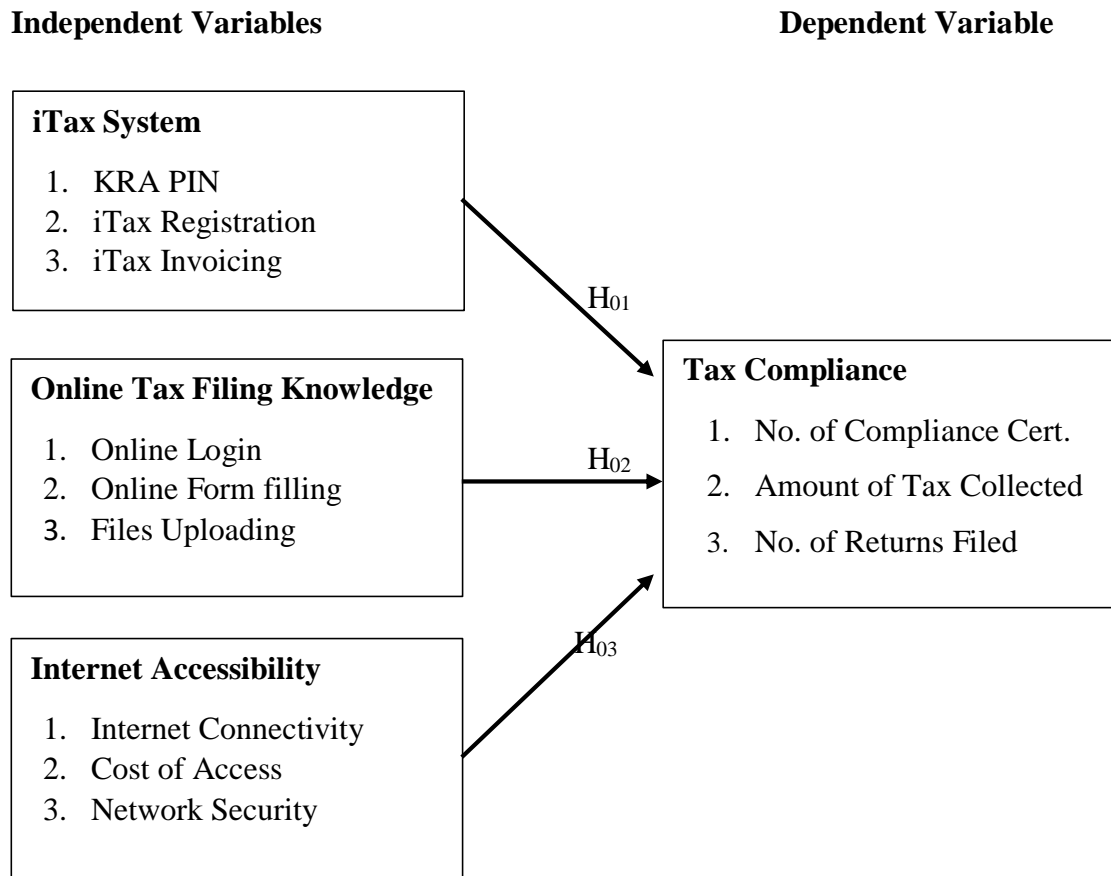 Independent Variables
Dependent Variable
iTax System
1. KRA PIN
2. iTax Registration
3. iTax Invoicing
H01
Online Tax Filing Knowledge
1. Online Login
2. Online Form filling
3. Files Uploading
H02
Tax Compliance
1. No. of Compliance Cert.
2. Amount of Tax Collected
3. No. of Returns Filed
Internet Accessibility
1. Internet Connectivity
2. Cost of Access
3. Network Security
H03